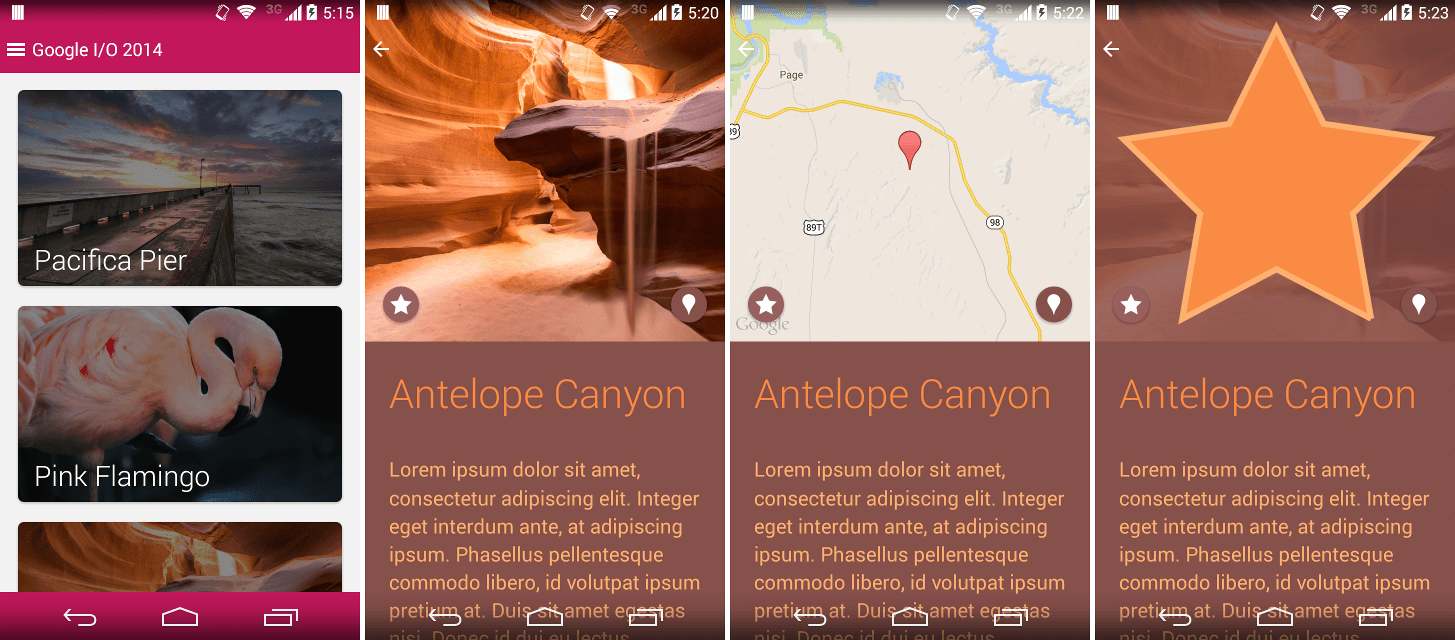 3G 5:15
Google I/O 2014
Pacifica Pier
Pink Flamingo
3G 5:20
Antelope Canyon
Lorem ipsum dolor sit amet,
consectetur adipiscing elit. Integer
eget interdum ante, at adipiscing
ipsum. Phasellus pellentesque
commodo libero, id volutpat ipsum
pretium at. Duis sit amet egestas
nisi. Donec id dui eu lectus
3G 5:22
Page
89
89T
98
Google
Antelope Canyon
Lorem ipsum dolor sit amet,
consectetur adipiscing elit. Integer
eget interdum ante, at adipiscing
ipsum. Phasellus pellentesque
commodo libero, id volutpat ipsum
pretium at. Duis sit amet egestas
nisi. Donec id dui eu lectus
3G 5:23
Antelope Canyon
Lorem ipsum dolor sit amet,
consectetur adipiscing elit. Integer
eget interdum ante, at adipiscing
ipsum. Phasellus pellentesque
commodo libero, id volutpat ipsum
pretium at. Duis sit amet egestas
nisi. Donec id dui eu lectus